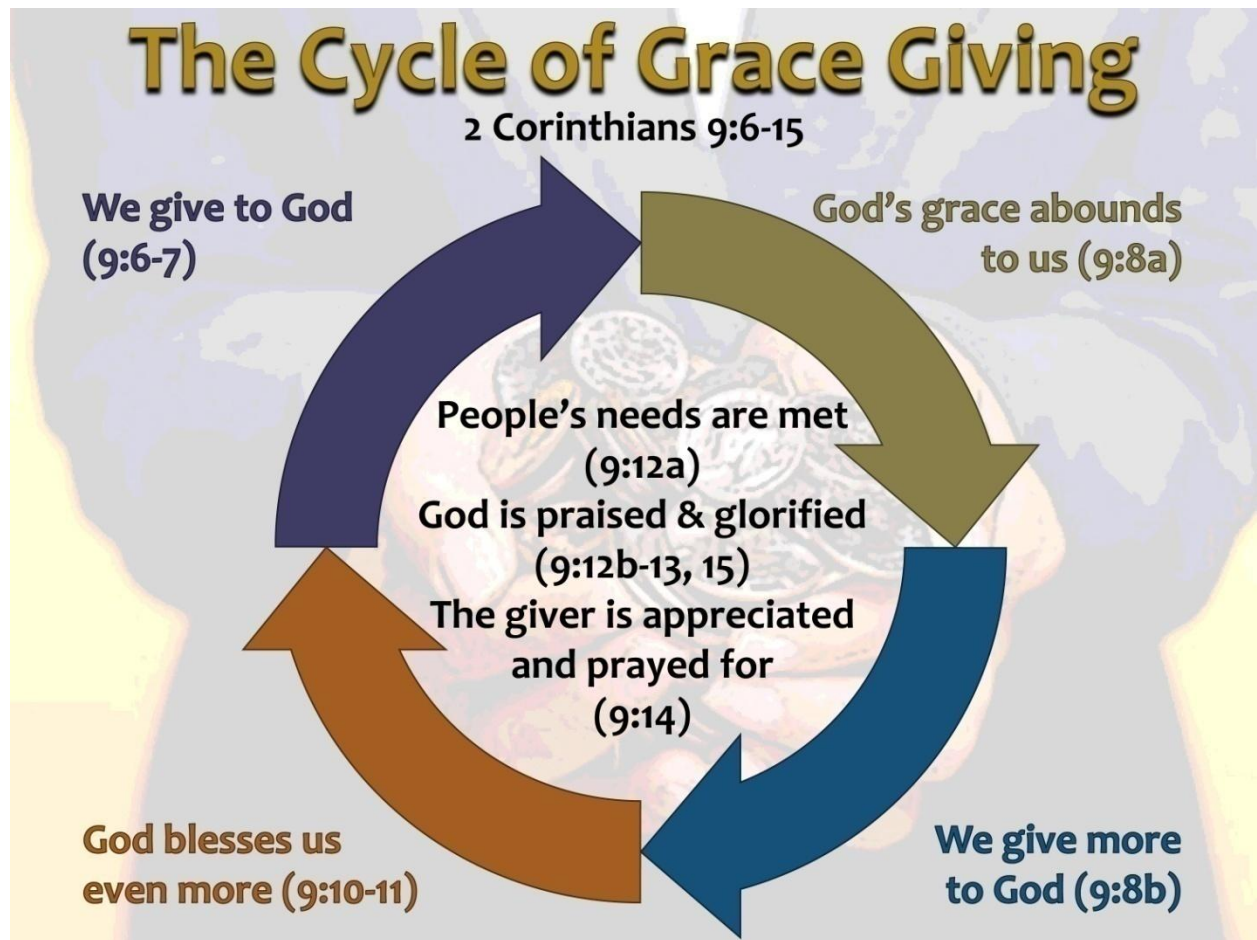 The Cycle of Grace Giving
2 Corinthians 9:6-15
We give to God
(9:6-7)
God’s grace abounds
to us (9:8a)
People’s needs are met
(9:12a)
God is praised & glorified
(9:12b-13, 15)
The giver is appreciated
and prayed for
(9:14)
God blesses us
even more (9:10-11)
We give more
to God (9:8b)